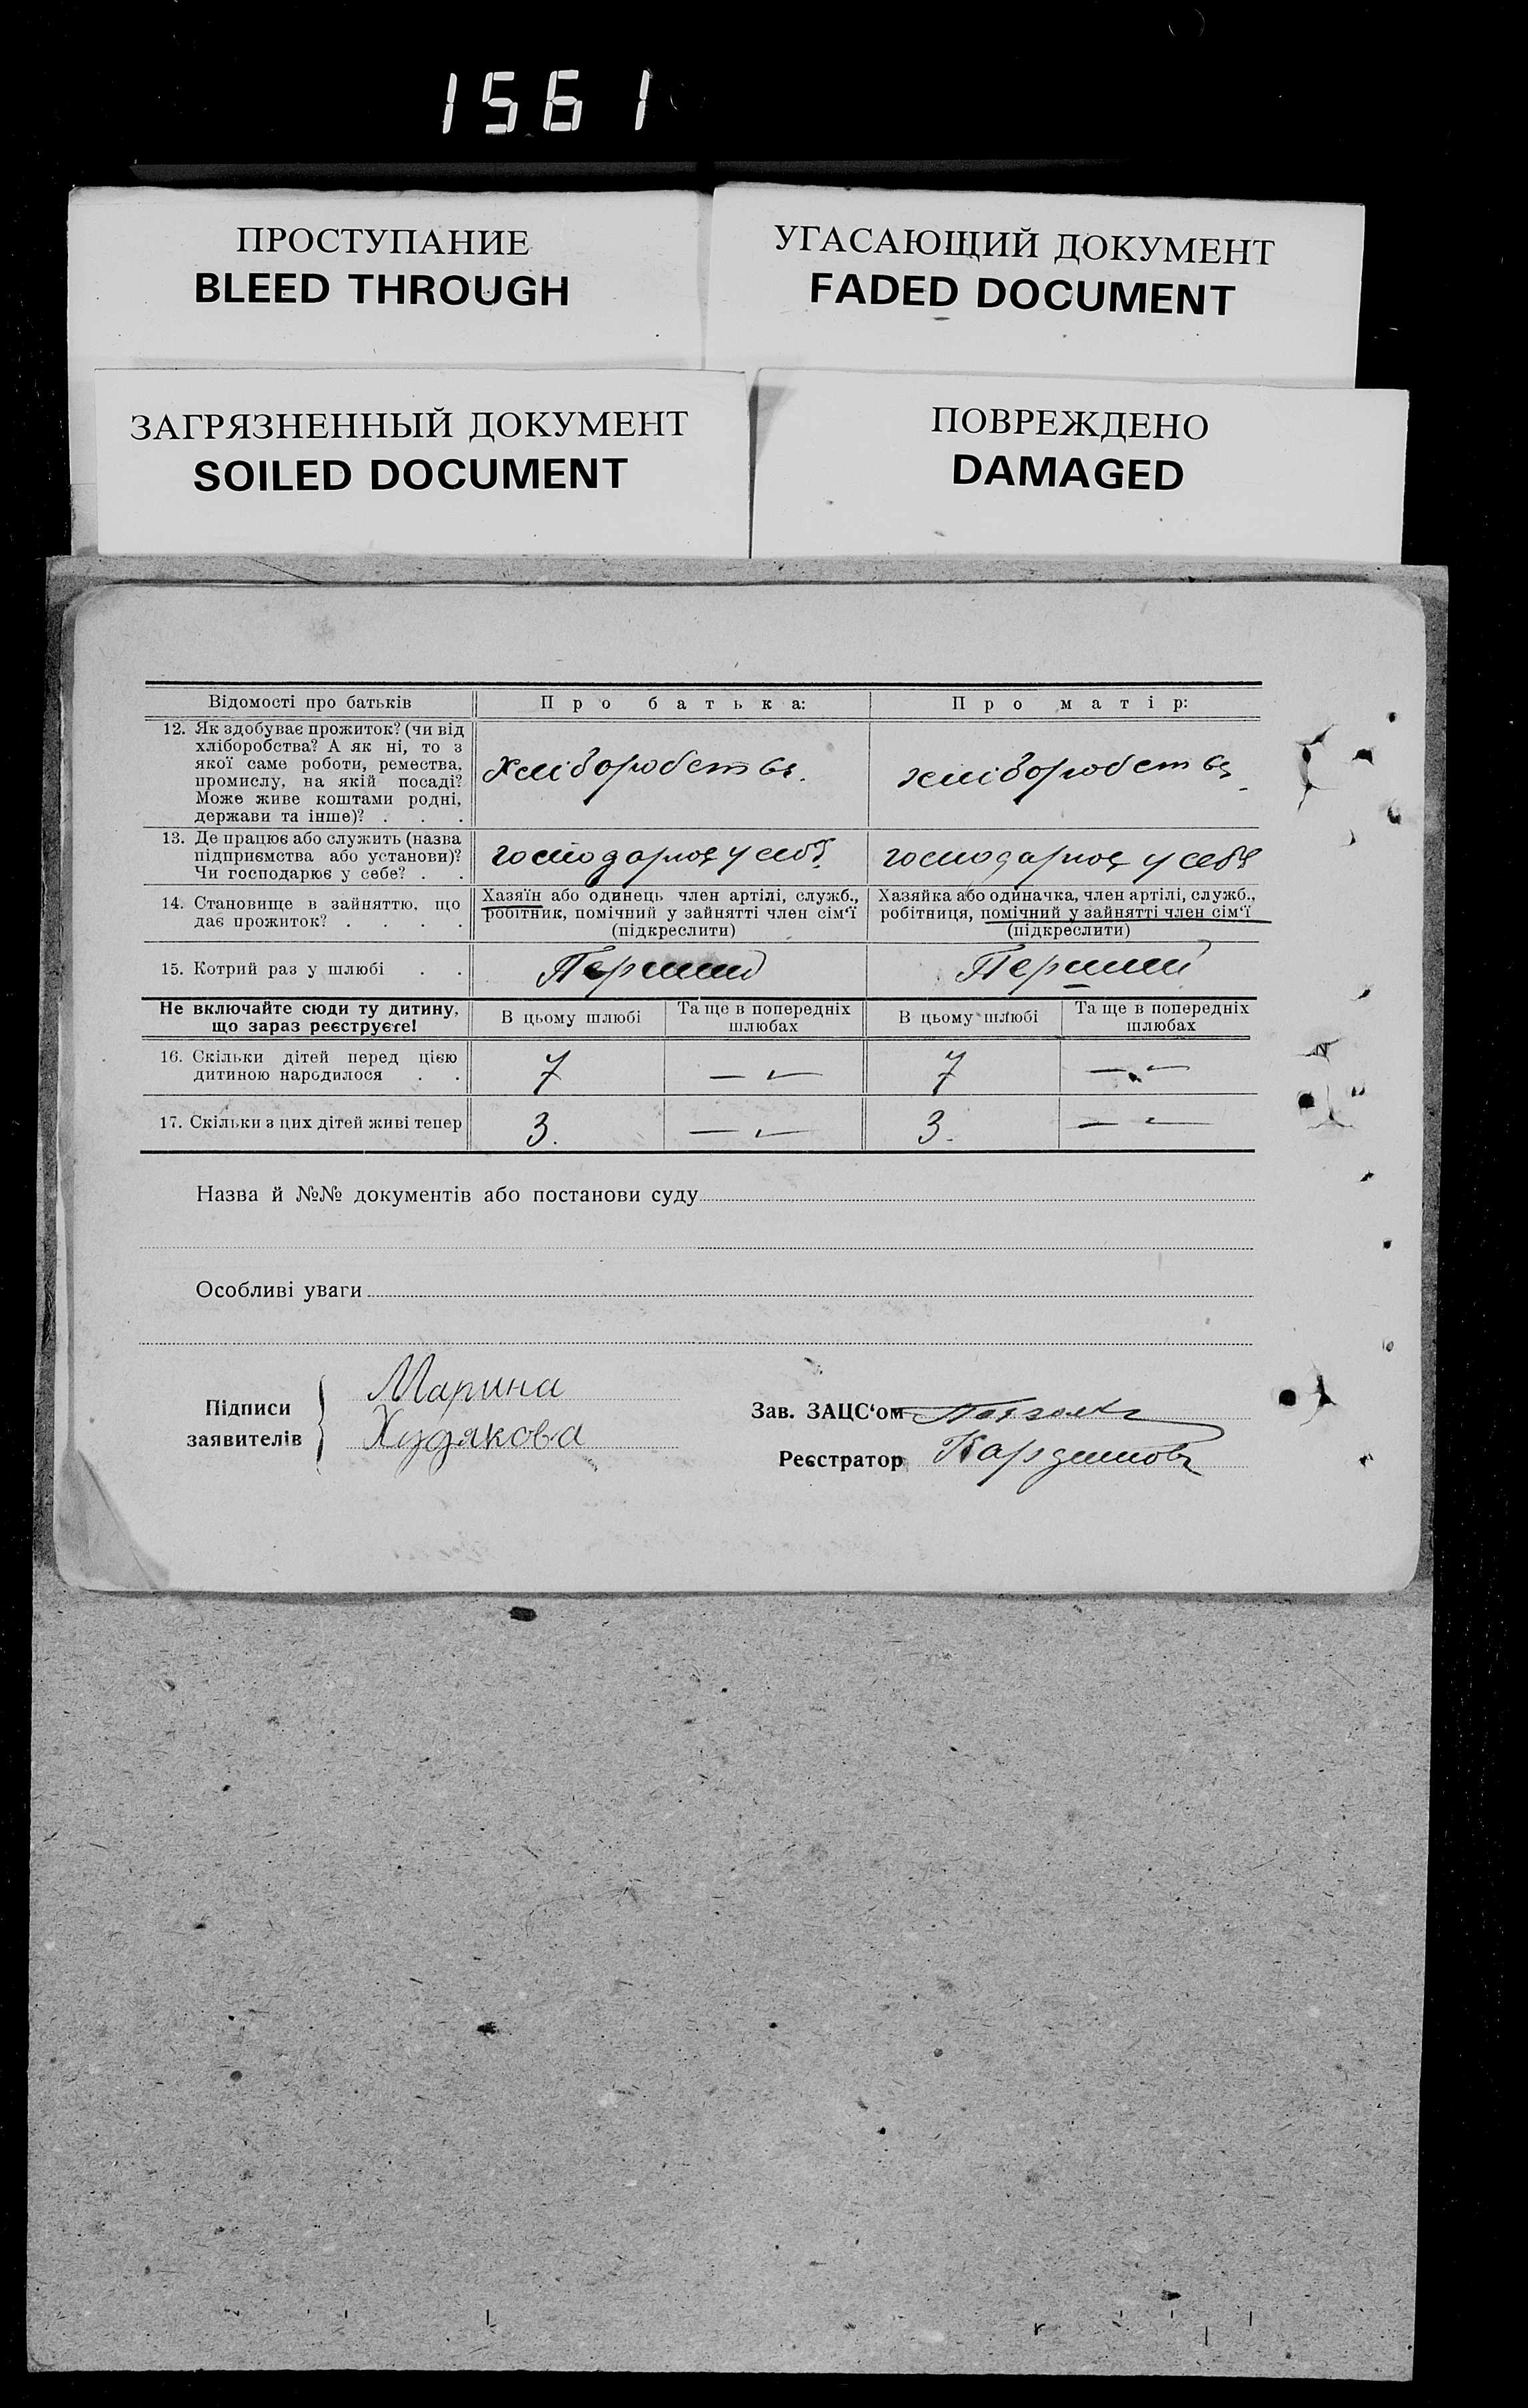 1561
ПРОСТУПАНИЕ
BLEED THROUGH
УГАСАЮЩИЙ ДОКУМЕНТ
FADED DOCUMENT
ЗАГРЯЗНЕННЫЙ ДОКУМЕНТ
SOILED DOCUMENT
ПОВРЕЖДЕНО
DAMAGED
Відомості про батьків
Про батька:
Про матір:
12. Як здобуває прожиток? (чи від
хліборобства? А як ні, то з
якої саме роботи, ремества,
промислу, на якій посаді?
Може живе коштами родні,
держави та інше)? . . .
Хліборобство.
хліборобство
13. Де працює або служить (назва
підприємства або установи)?
Чи господарює у себе? . .
господарює у себе
господарює у себе
14. Становище в зайняттю, що
дає прожиток? . . . .
Хазяїн або одинець член артілі, служб.,
робітник, помічний у зайнятті член сім‘ї
(підкреслити)
Хазяйка або одиначка, член артілі, служб.,
робітниця, помічний у зайнятті член сім‘ї
(підкреслити)
15. Котрий раз у шлюбі . .
Перший
Перший
Не включайте сюди ту дитину,
що зараз реєструєте!
В цьому шлюбі
Та ще в попередніх
шлюбах
В цьому шлюбі
Та ще в попередніх
шлюбах
16. Скільки дітей перед цією
дитиною народилося . .
7
— „ —
7
— „ —
17. Скільки з цих дітей живі тепер
3.
— „ —
3.
— „ —
Назва й №№ документів або постанови суду
Особливі уваги
Підписи
заявителів
Марина
Худякова
Зав. ЗАЦС‘ом
Реєстратор